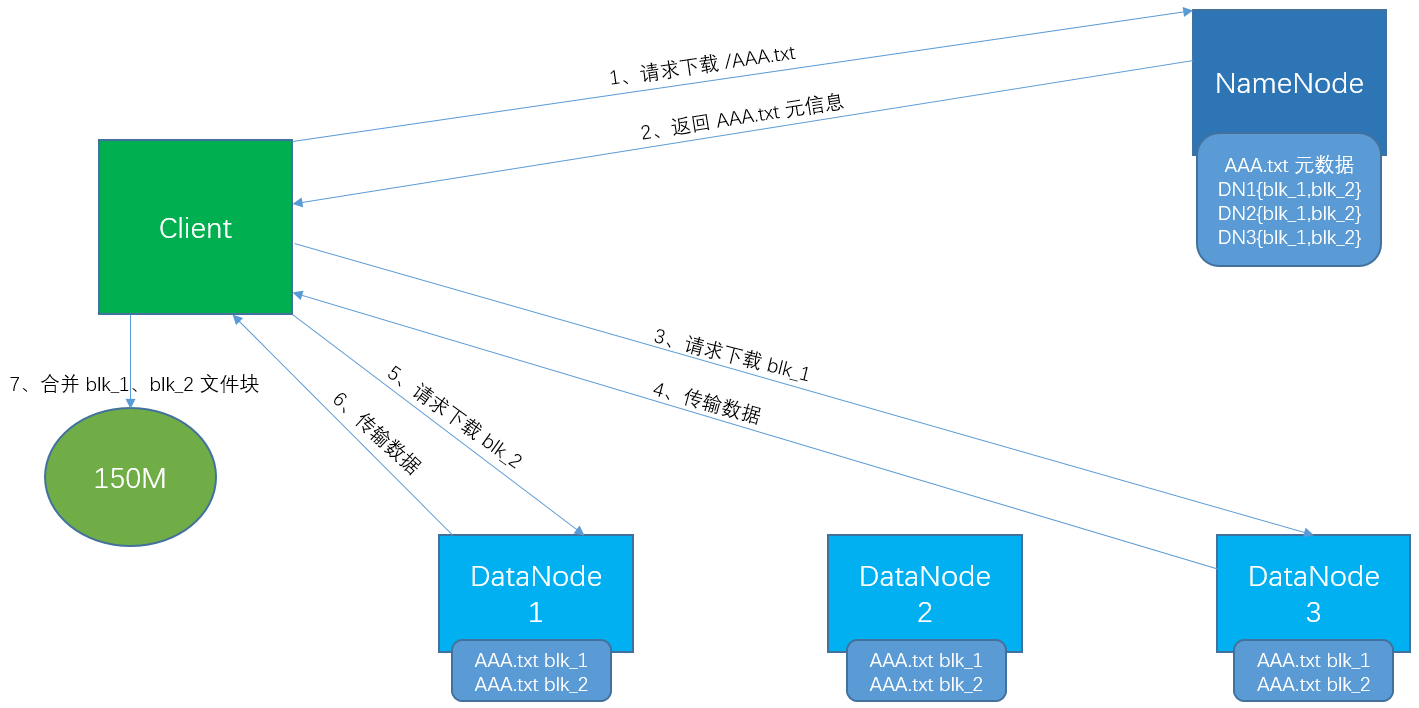 1、请求下载 /AAA.txt
2、返回 AAA.txt 元信息
NameNode
AAA.txt 元数据
DN1{blk_1,blk_2}
DN2{blk_1,blk_2}
DN3{blk_1,blk_2}
Client
3、请求下载 blk_1
4、传输数据
5、请求下载 blk_2
6、传输数据
7、合并 blk_1、blk_2 文件块
150M
DataNode
1
AAA.txt blk_1
AAA.txt blk_2
DataNode
2
AAA.txt blk_1
AAA.txt blk_2
DataNode
3
AAA.txt blk_1
AAA.txt blk_2